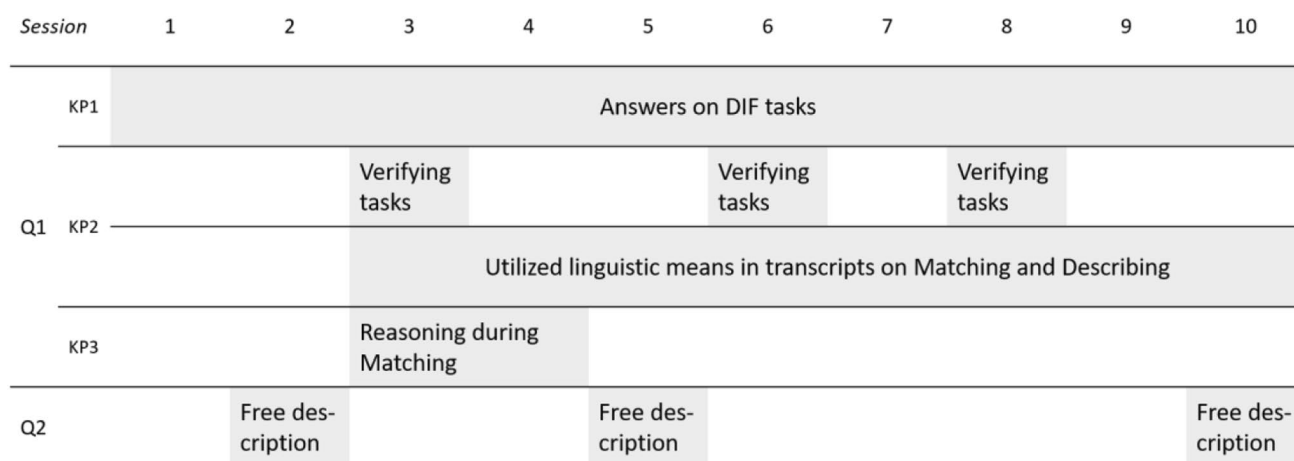 Session 1 2 3 4 5 6 7 8 9 10
KP1 Answers on DIF tasks
Verifying Verifying Verifying
tasks tasks tasks
Q1 KP2
Utilized linguistic means in transcripts on Matching and Describing
Reasoning during
KP3
Matching
Free des- Free des- Free des-
Q2
cription cription cription